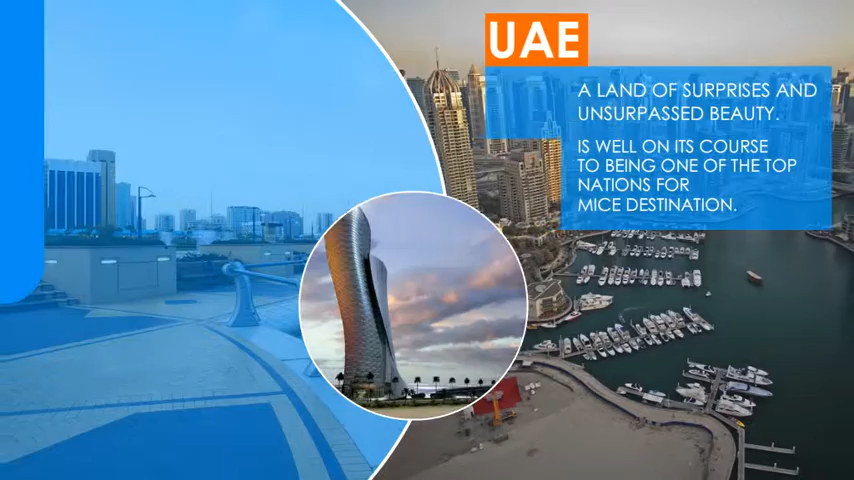 UAE
A LAND OF SURPRISES AND
UNSURPASSED BEAUTY.
IS WELL ON ITS COURSE
TO BEING ONE OF THE TOP
NATIONS FOR
MICE DESTINATION.